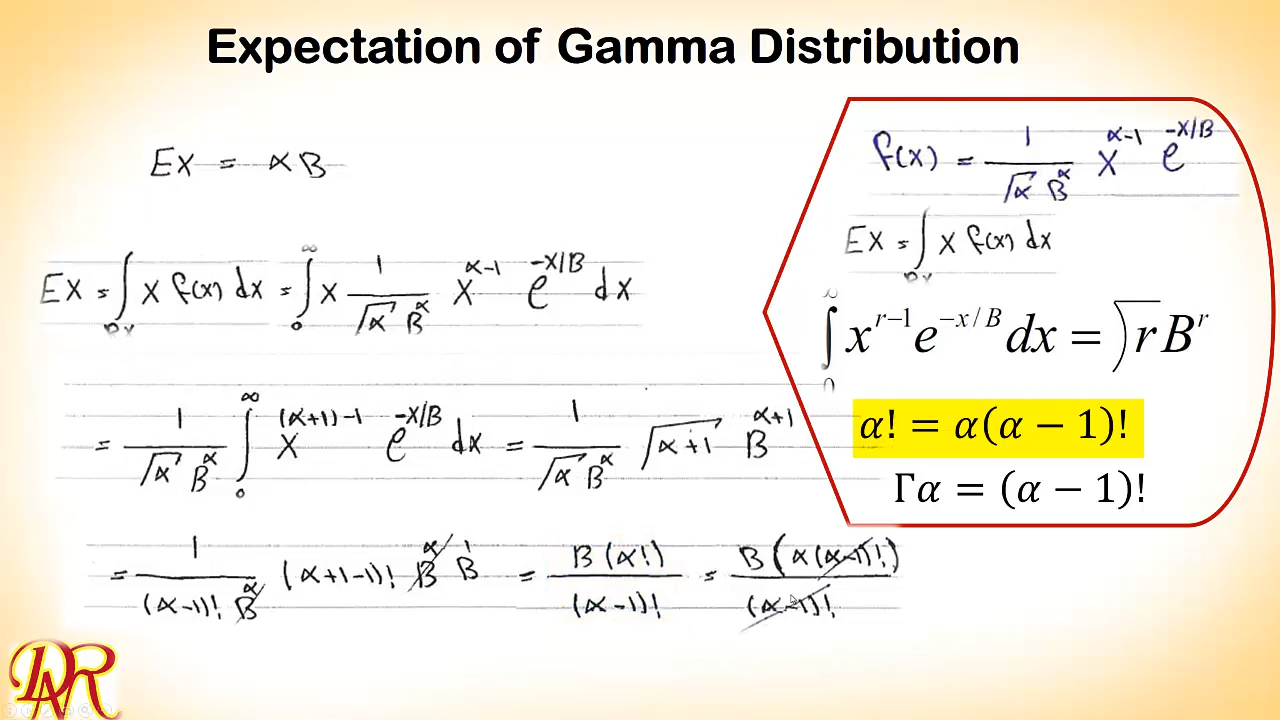 Expectation of Gamma Distribution
EX = αB
EX = ∫ x f(x) dx = ∫₀^∞ x 1/(Γα B^α) x^(α-1) e^(-x/B) dx
= 1/(Γα B^α) ∫₀^∞ x^((α+1)-1) e^(-x/B) dx = 1/(Γα B^α) Γ(α+1) B^(α+1)
= 1/((α-1)! B^α) (α+1-1)! B^α B^1 = B(α!)/(α-1)! = B(α(α-1)!)/(α-1)!
f(x) = 1/(Γα B^α) x^(α-1) e^(-x/B)
EX = ∫ x f(x) dx
∫₀^∞ x^(r-1) e^(-x/B) dx = Γr B^r
α! = α(α − 1)!
Γα = (α − 1)!
DAR